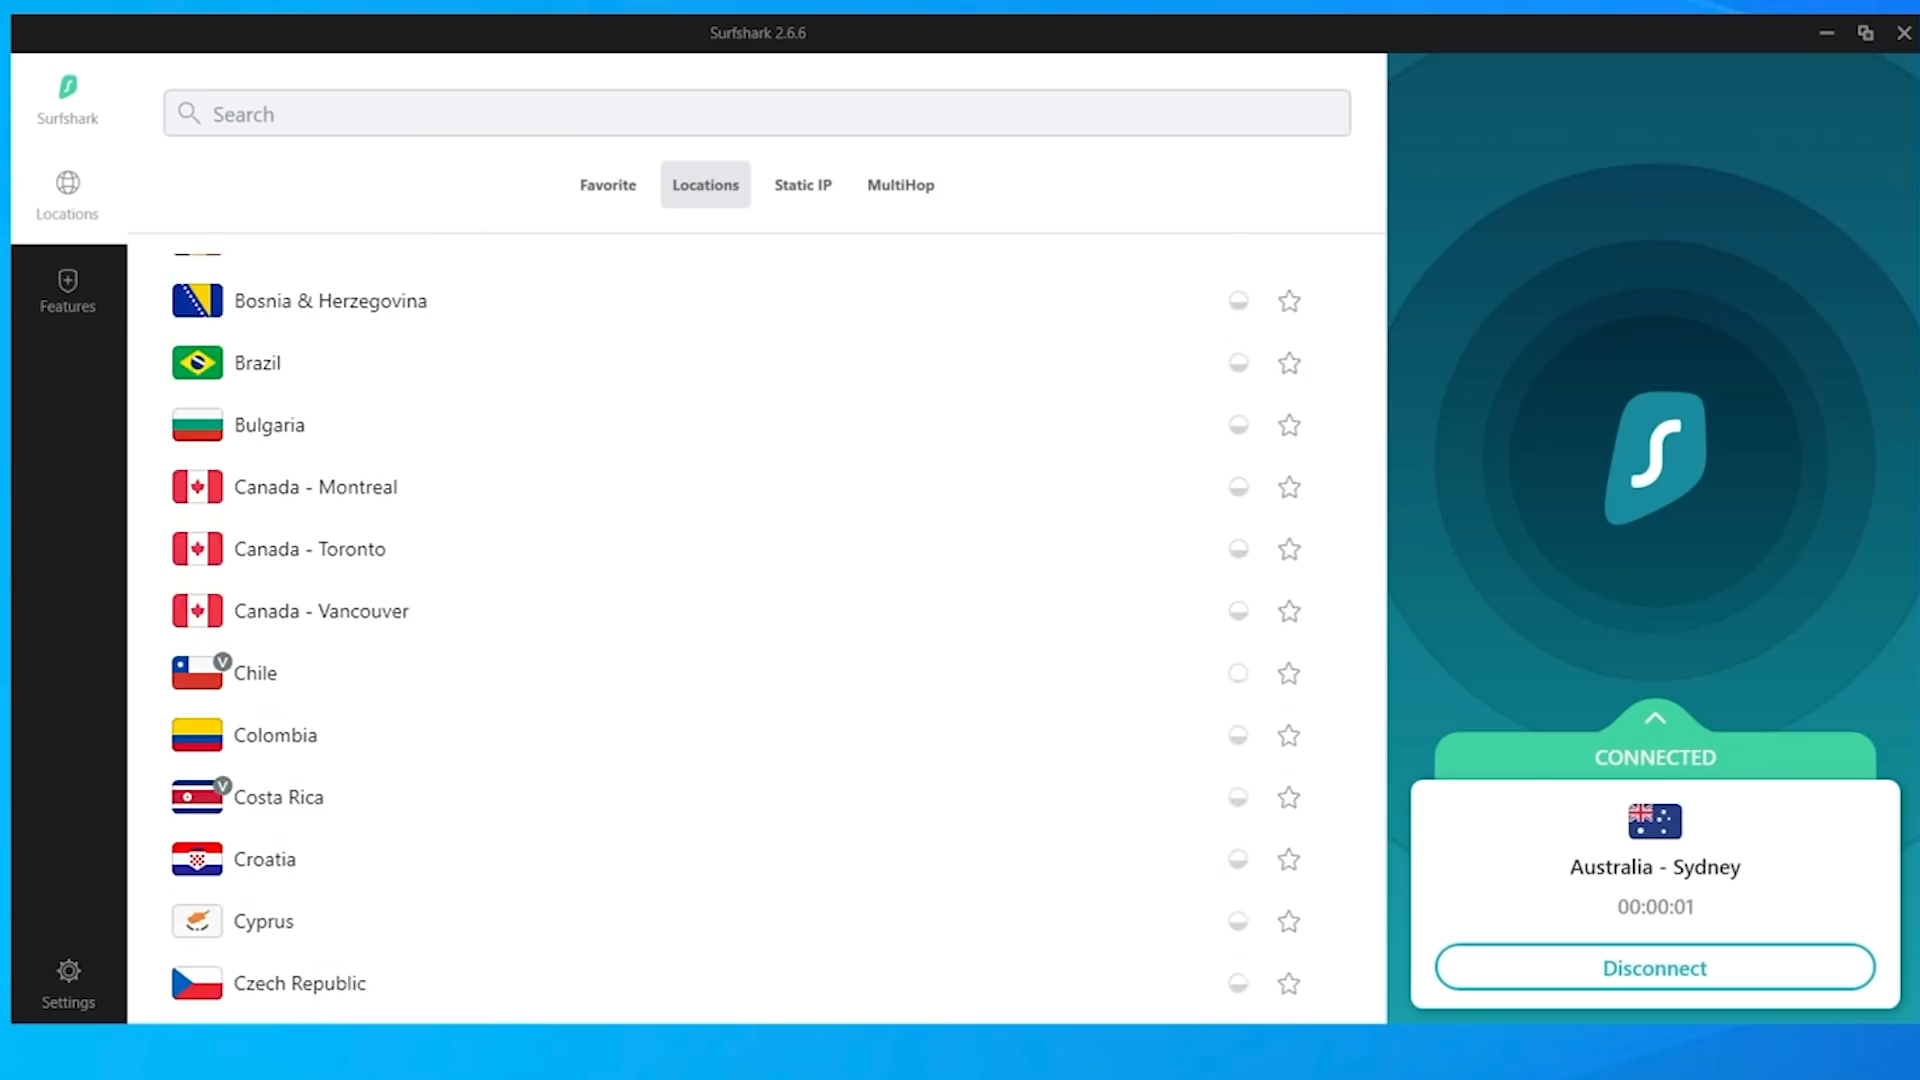 Surfshark 2.6.6
Surfshark
Locations
Features
Settings
Search
Favorite
Locations
Static IP
MultiHop
Bosnia & Herzegovina
Brazil
Bulgaria
Canada - Montreal
Canada - Toronto
Canada - Vancouver
V
Chile
Colombia
V
Costa Rica
Croatia
Cyprus
Czech Republic
CONNECTED
Australia - Sydney
00:00:01
Disconnect